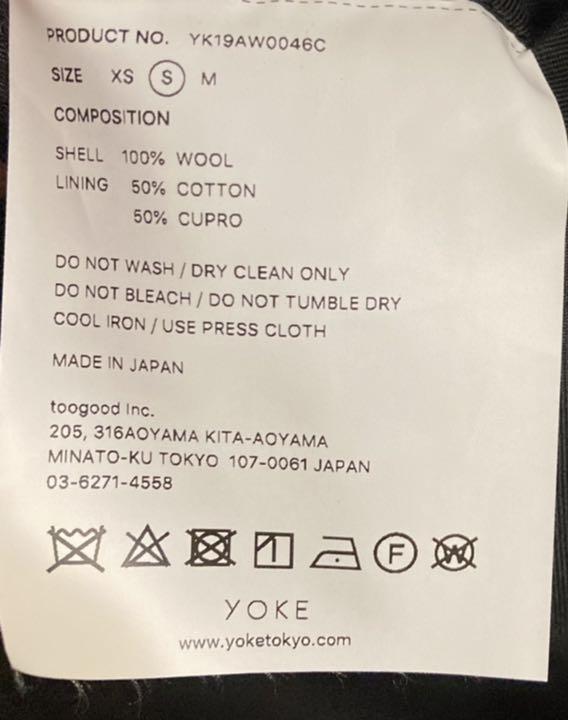 PRODUCT NO. YK19AW0046C
SIZE XS S M
COMPOSITION
SHELL 100% WOOL
LINING 50% COTTON
50% CUPRO
DO NOT WASH / DRY CLEAN ONLY
DO NOT BLEACH / DO NOT TUMBLE DRY
COOL IRON / USE PRESS CLOTH
MADE IN JAPAN
toogood Inc.
205, 316AOYAMA KITA-AOYAMA
MINATO-KU TOKYO 107-0061 JAPAN
03-6271-4558
F W
YOKE
www.yoketokyo.com